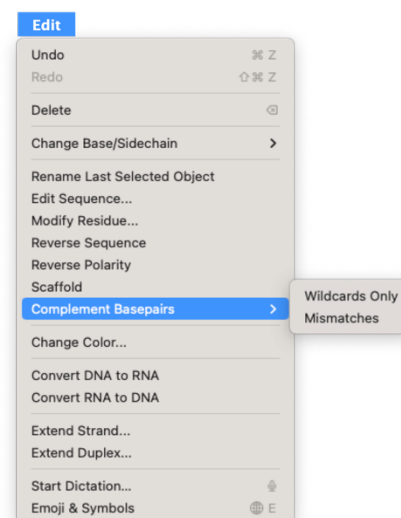 Edit
Undo ⌘ Z
Redo ⇧ ⌘ Z
Delete ⌫
Change Base/Sidechain >
Rename Last Selected Object
Edit Sequence...
Modify Residue...
Reverse Sequence
Reverse Polarity
Scaffold
Complement Basepairs >
Wildcards Only
Mismatches
Change Color...
Convert DNA to RNA
Convert RNA to DNA
Extend Strand...
Extend Duplex...
Start Dictation...
Emoji & Symbols 🌐 E